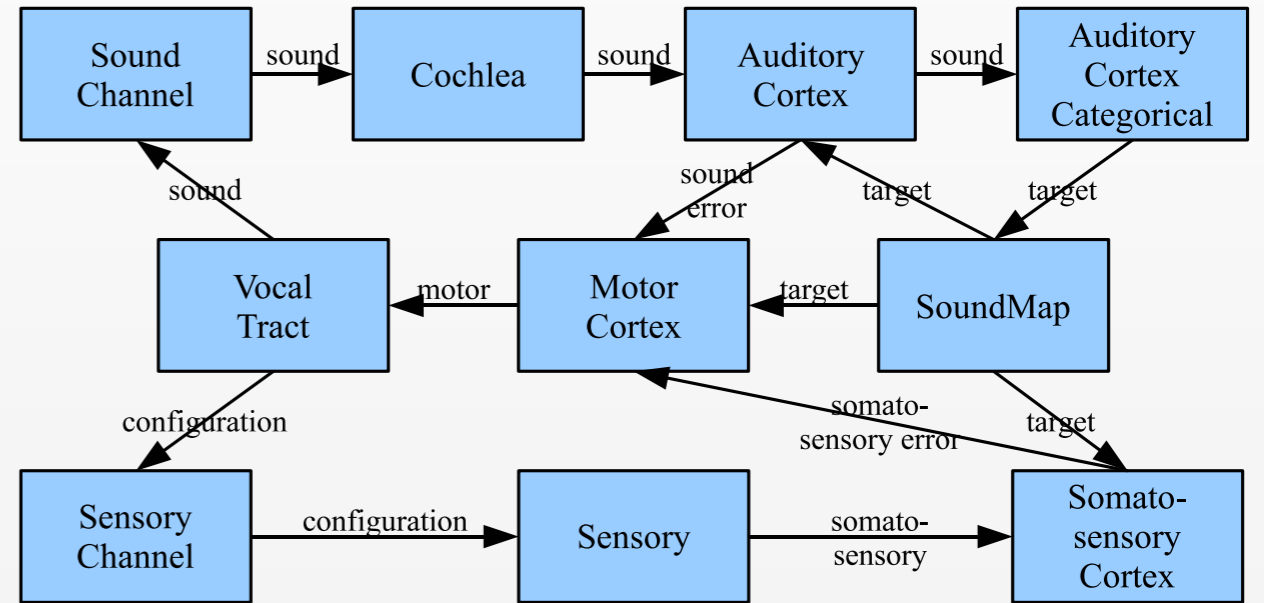 Sound
Channel
sound
Cochlea
sound
Auditory
Cortex
sound
Auditory
Cortex
Categorical
sound
sound
error
target
target
Vocal
Tract
motor
Motor
Cortex
target
SoundMap
configuration
somato-
sensory error
target
Sensory
Channel
configuration
Sensory
somato-
sensory
Somato-
sensory
Cortex